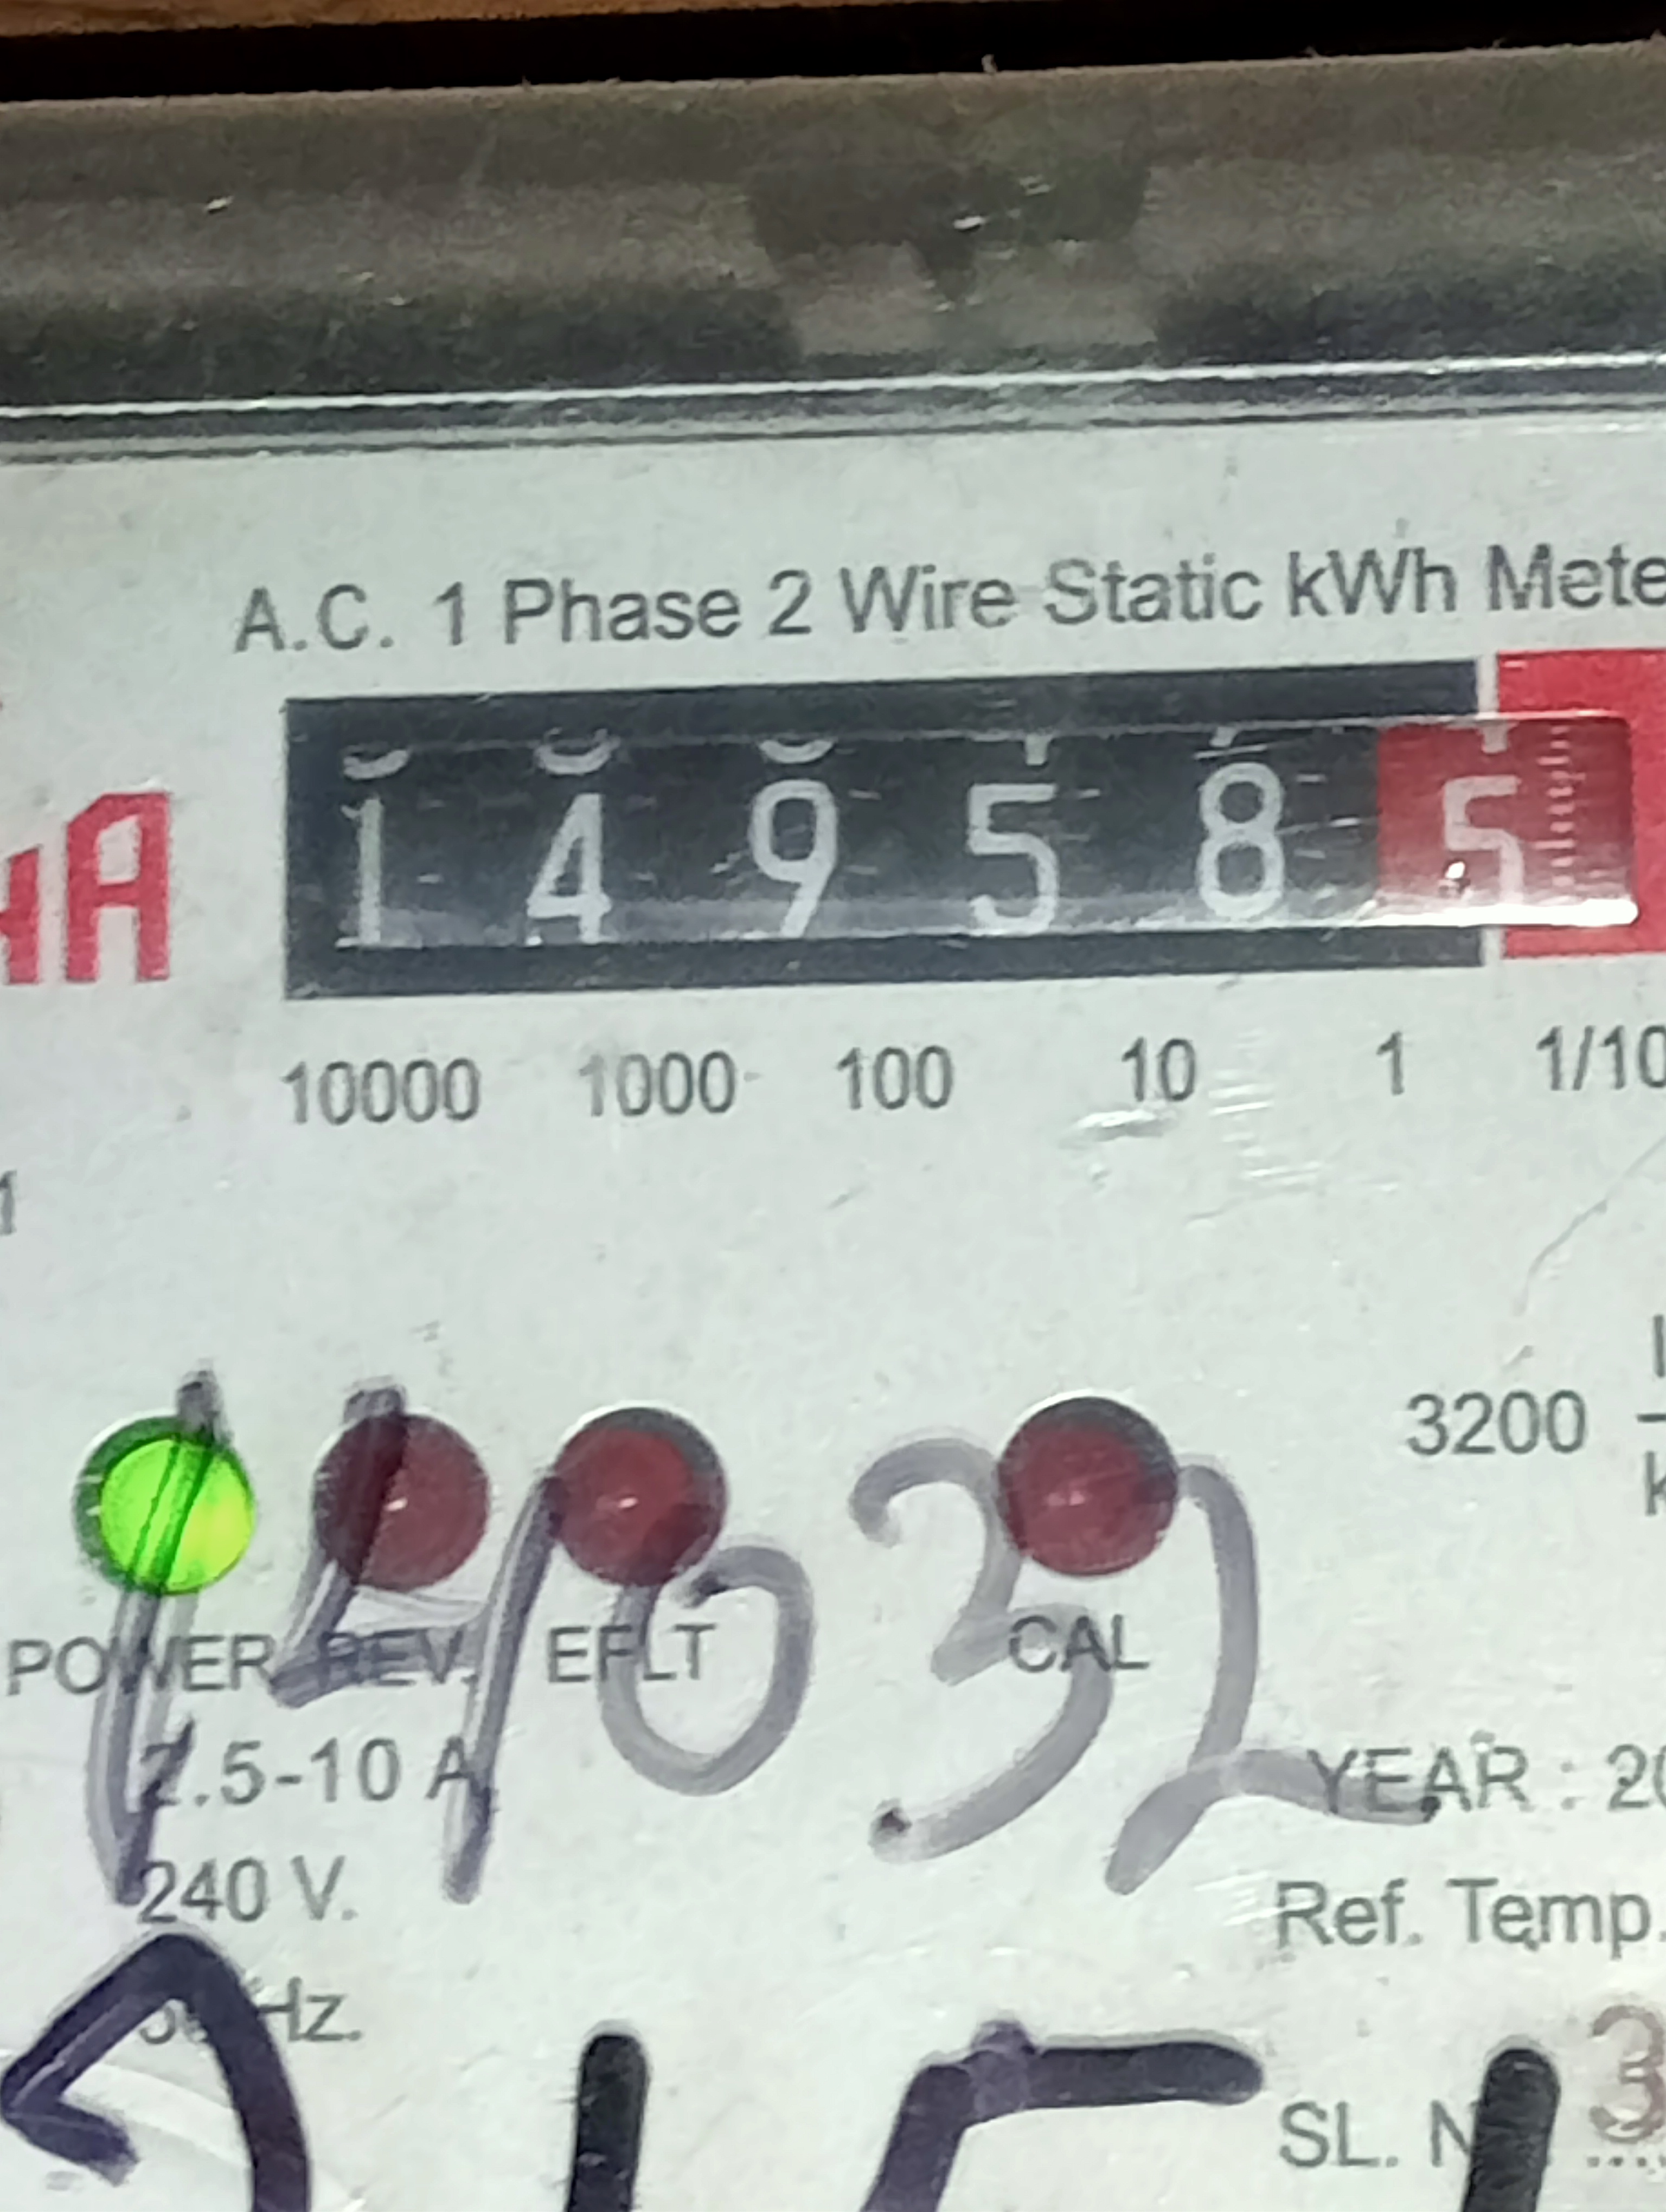 A.C. 1 Phase 2 Wire Static kWh Mete
HA
1 4 9 5 8 5
10000 1000 100 10 1 1/10
3200
POWER REV. EFLT CAL
2.5-10 A
YEAR : 20
240 V.
Ref. Temp.
Hz.
SL. N
3